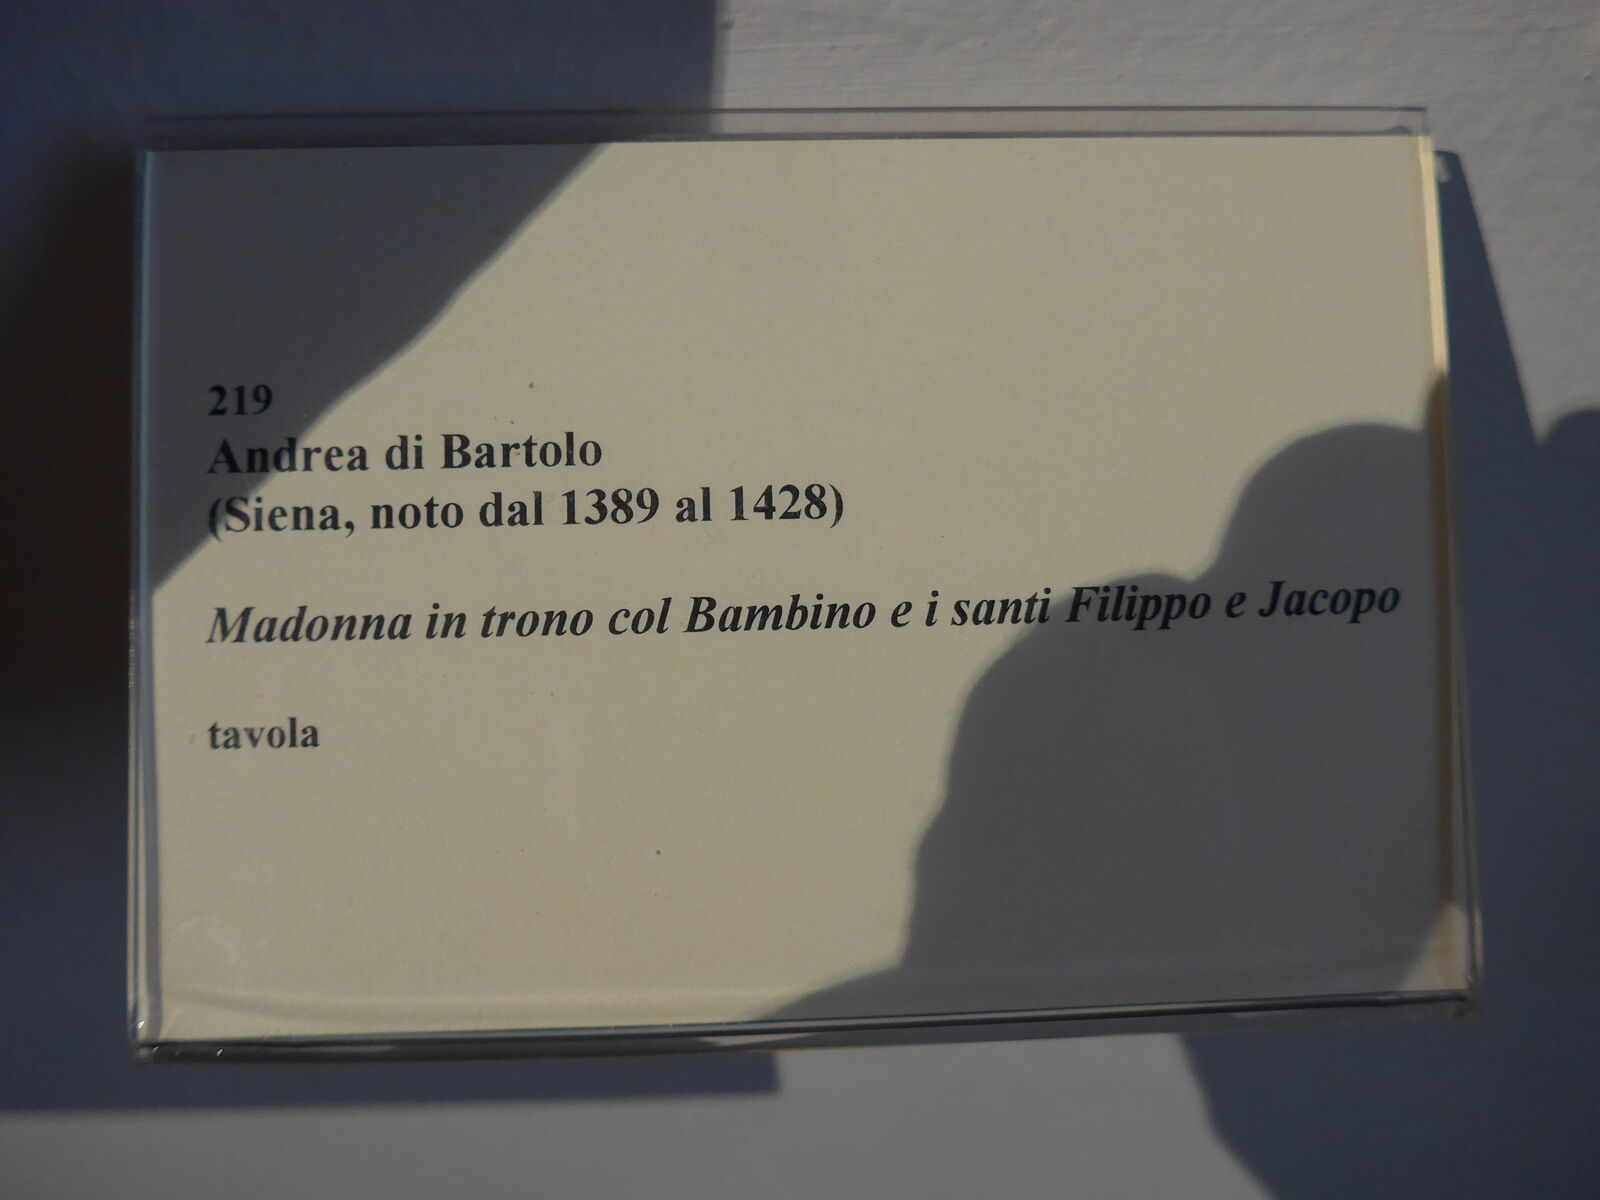 219
Andrea di Bartolo
(Siena, noto dal 1389 al 1428)
Madonna in trono col Bambino e i santi Filippo e Jacopo
tavola